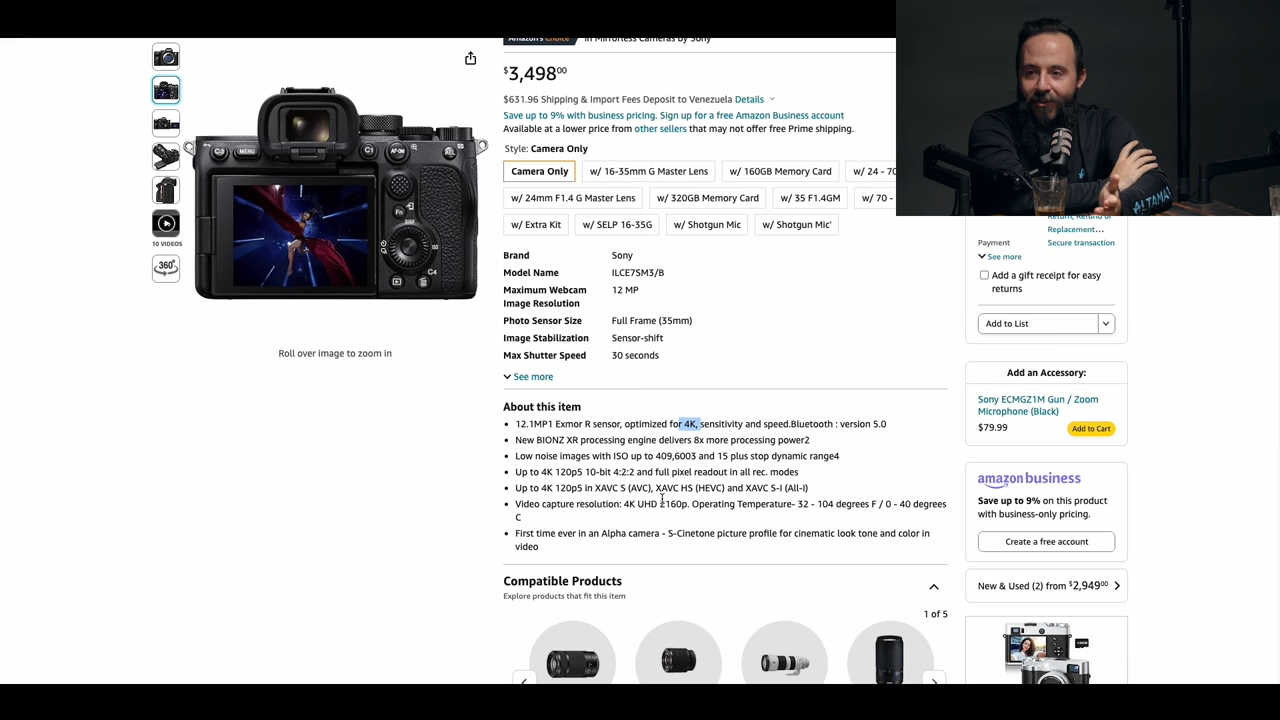 Amazon's Choice in Mirrorless Cameras by Sony
$3,498⁰⁰
$631.96 Shipping & Import Fees Deposit to Venezuela Details
Save up to 9% with business pricing. Sign up for a free Amazon Business account
Available at a lower price from other sellers that may not offer free Prime shipping.
Style: Camera Only
Camera Only
w/ 16-35mm G Master Lens
w/ 160GB Memory Card
w/ 24 - 70
w/ 24mm F1.4 G Master Lens
w/ 320GB Memory Card
w/ 35 F1.4GM
w/ 70 -
w/ Extra Kit
w/ SELP 16-35G
w/ Shotgun Mic
w/ Shotgun Mic'
Brand Sony
Model Name ILCE7SM3/B
Maximum Webcam 12 MP
Image Resolution
Photo Sensor Size Full Frame (35mm)
Image Stabilization Sensor-shift
Max Shutter Speed 30 seconds
See more
About this item
• 12.1MP1 Exmor R sensor, optimized for 4K, sensitivity and speed.Bluetooth : version 5.0
• New BIONZ XR processing engine delivers 8x more processing power2
• Low noise images with ISO up to 409,6003 and 15 plus stop dynamic range4
• Up to 4K 120p5 10-bit 4:2:2 and full pixel readout in all rec. modes
• Up to 4K 120p5 in XAVC S (AVC), XAVC HS (HEVC) and XAVC S-I (All-I)
• Video capture resolution: 4K UHD 2160p. Operating Temperature- 32 - 104 degrees F / 0 - 40 degrees
C
• First time ever in an Alpha camera - S-Cinetone picture profile for cinematic look tone and color in
video
Compatible Products
Explore products that fit this item
1 of 5
10 VIDEOS
360°
C3
MENU
C1
AF-ON
Fn
DISP
C4
Roll over image to zoom in
ALTAMA
Return, Refund or
Replacement…
Payment Secure transaction
See more
Add a gift receipt for easy
returns
Add to List
Add an Accessory:
Sony ECMGZ1M Gun / Zoom
Microphone (Black)
$79.99
Add to Cart
amazon business
Save up to 9% on this product
with business-only pricing.
Create a free account
New & Used (2) from $2,949⁰⁰